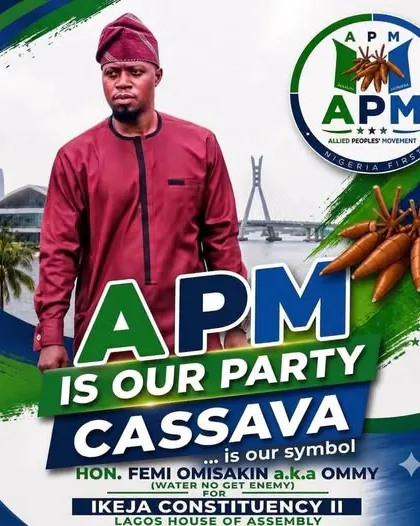 A P M
APM
ALLIED PEOPLES' MOVEMENT
NIGERIA FIRST
APM
IS OUR PARTY
CASSAVA
... is our symbol
HON. FEMI OMISAKIN a.k.a OMMY
(WATER NO GET ENEMY)
FOR
IKEJA CONSTITUENCY II
LAGOS HOUSE OF ASSEMBLY